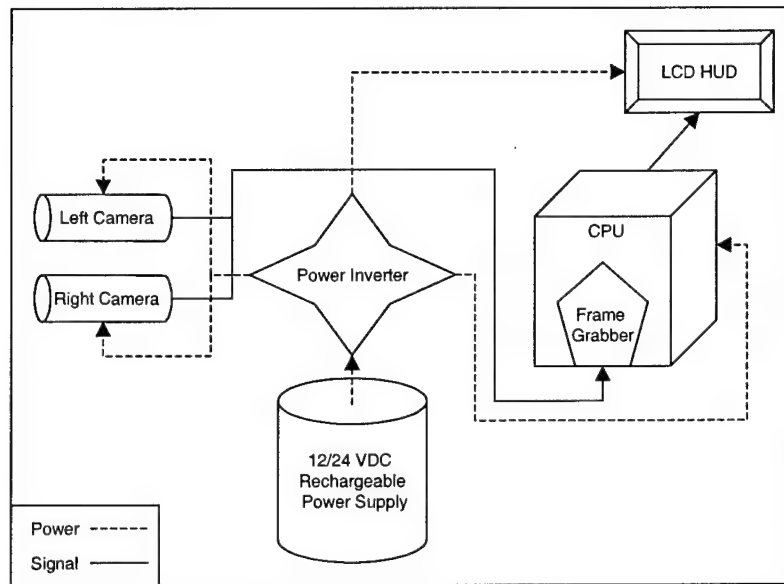 LCD HUD
Left Camera
CPU
Power Inverter
Right Camera
Frame
Grabber
12/24 VDC
Rechargeable
Power Supply
Power
Signal